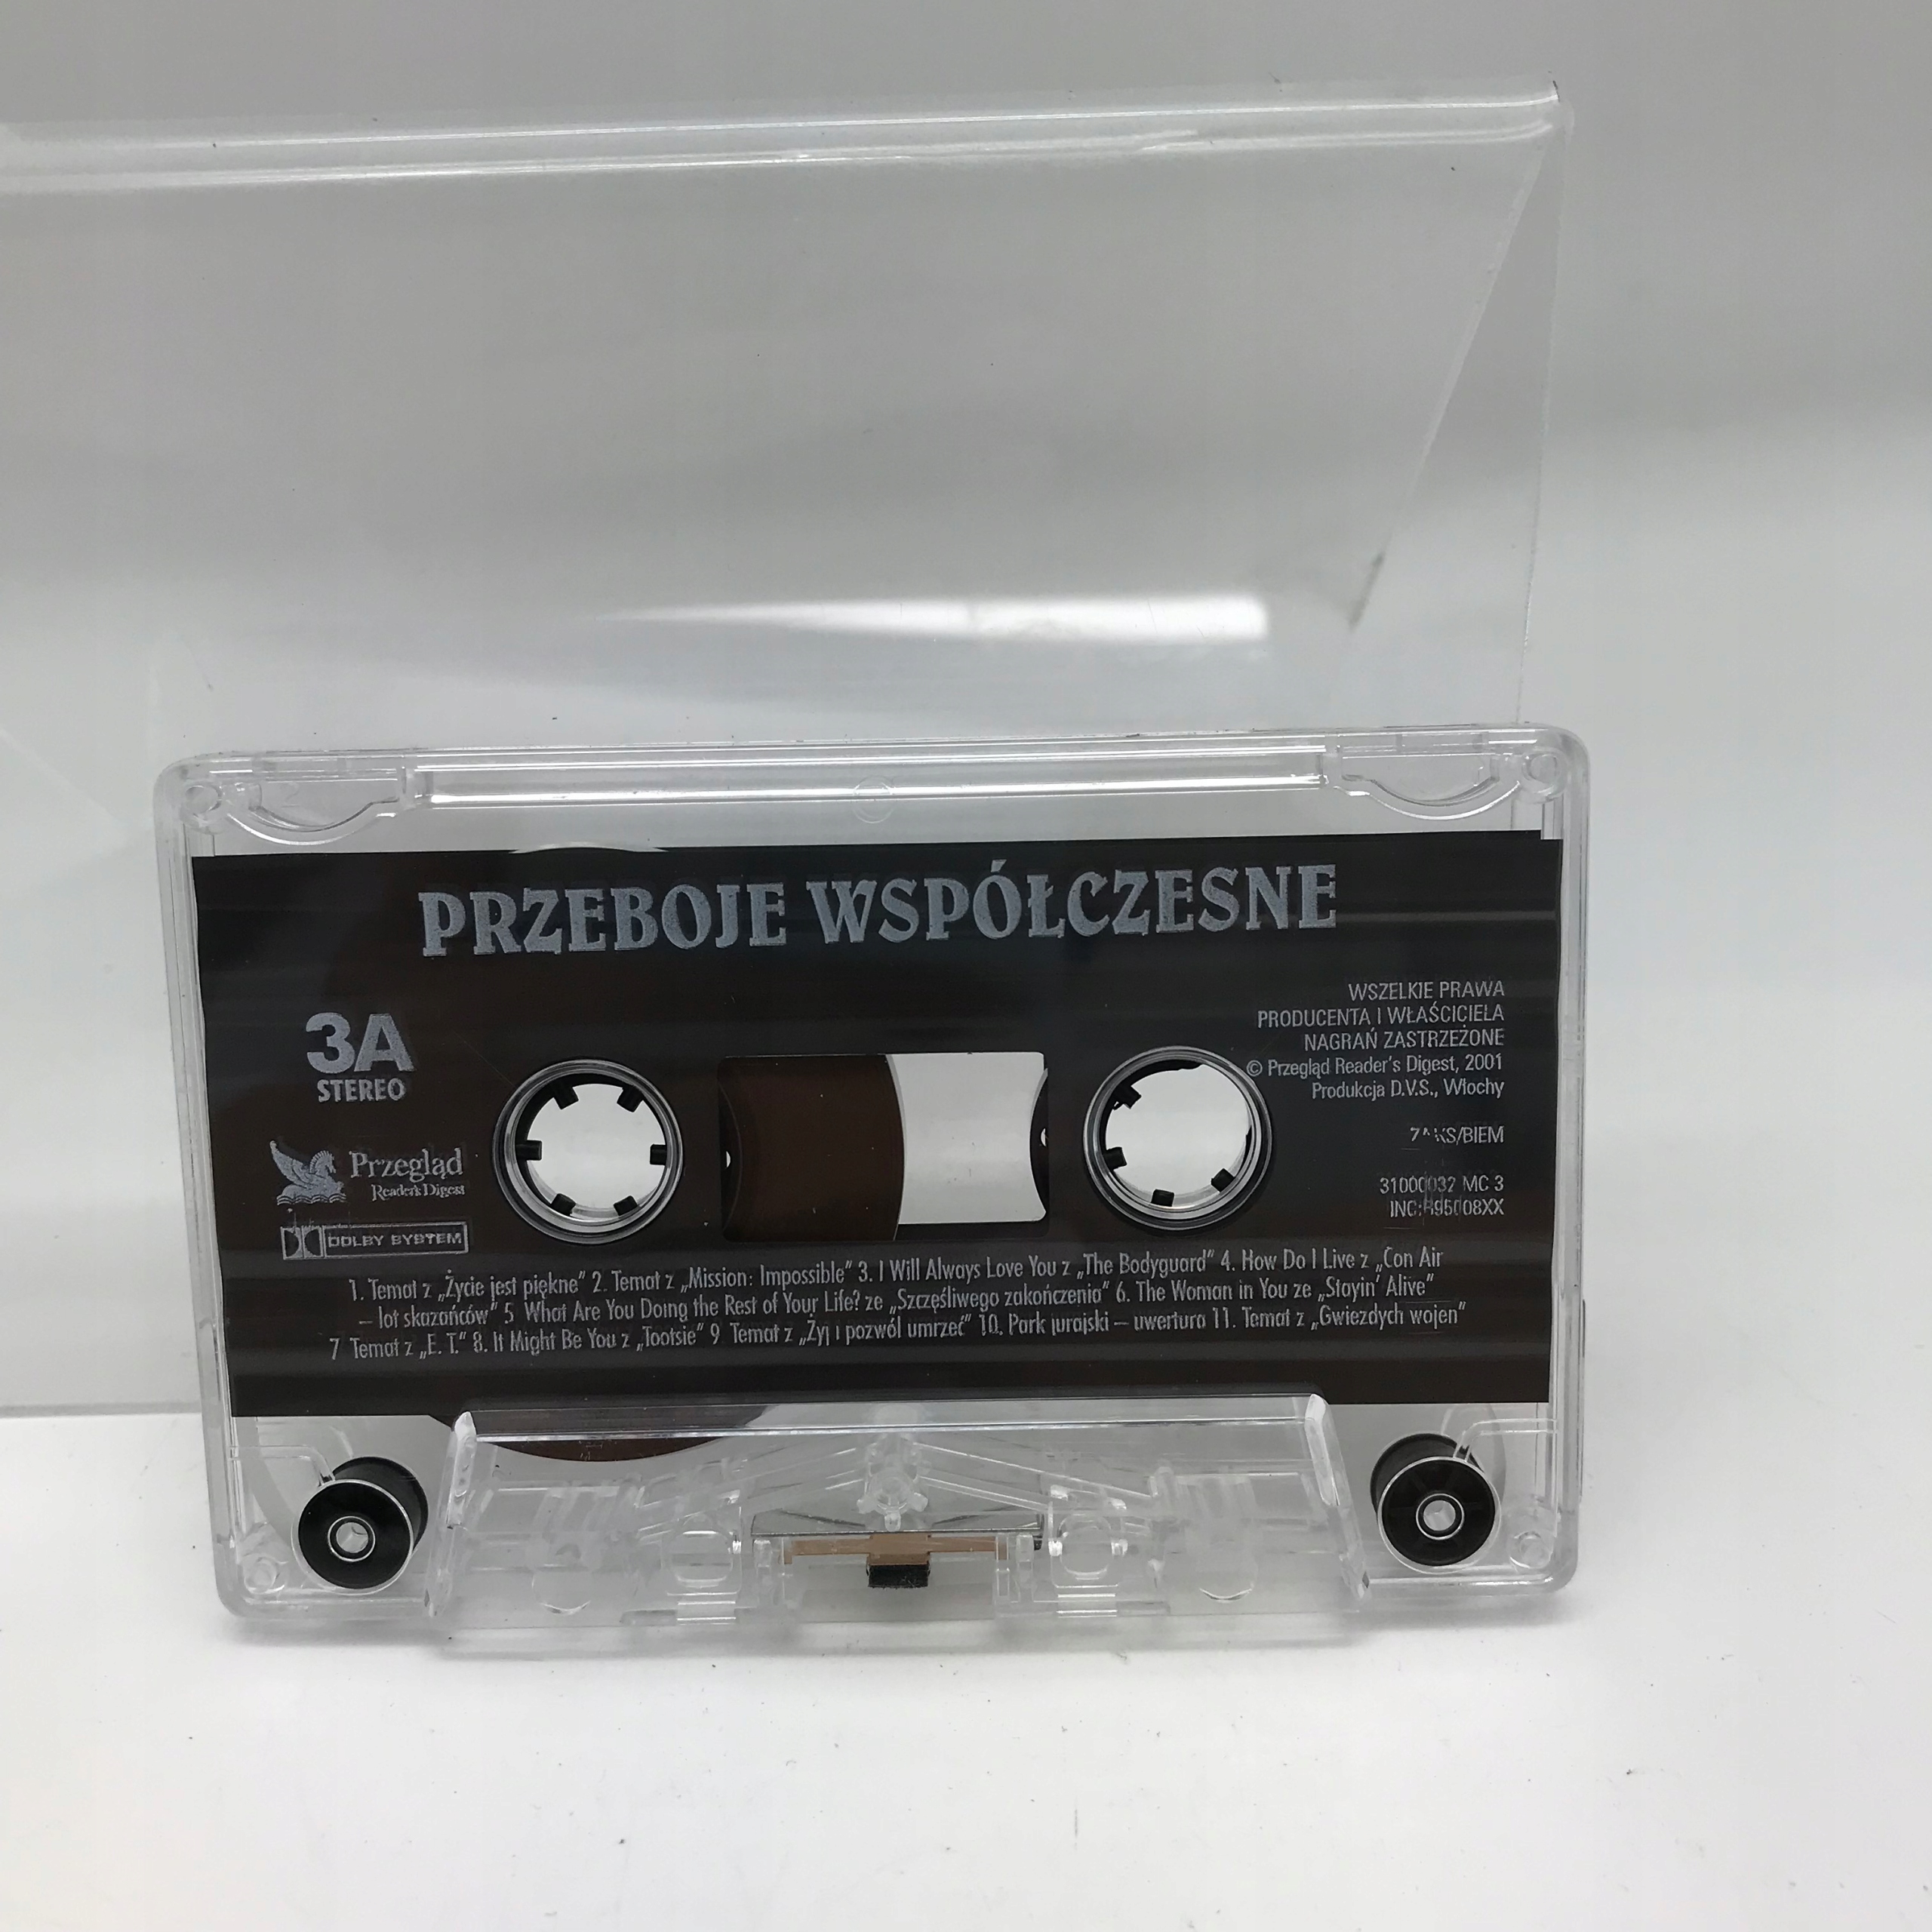 PRZEBOJE WSPÓŁCZESNE
3A
STEREO
WSZELKIE PRAWA
PRODUCENTA I WŁAŚCICIELA
NAGRAŃ ZASTRZEŻONE
© Przegląd Reader's Digest, 2001
Produkcja D.V.S., Włochy
/BIEM
MC 3
Przegląd
Reader's Digest
DOLBY SYSTEM
1. Temat z „Życie jest piękne" 2. Temat z „Mission: Impossible" 3. I Will Always Love You z „The Bodyguard" 4. How Do I Live z „Con Air
– lot skazańców" 5 What Are You Doing the Rest of Your Life? ze „Szczęśliwego zakończenia" 6. The Woman in You ze „Stayin' Alive"
7 Temat z „E. T." 8. It Might Be You z „Tootsie" 9 Temat z „Żyj i pozwól umrzeć" 10. Park jurajski – uwertura 11. Temat z „Gwiezdych wojen"